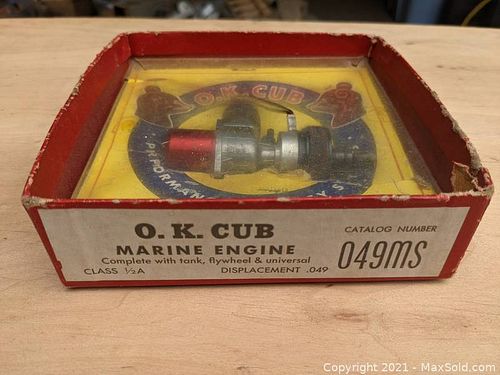 O.K. CUB
PERFORMAN
O. K. CUB
MARINE ENGINE
Complete with tank, flywheel & universal
CLASS ½A
DISPLACEMENT .049
CATALOG NUMBER
049MS
Copyright 2021 - MaxSold.com